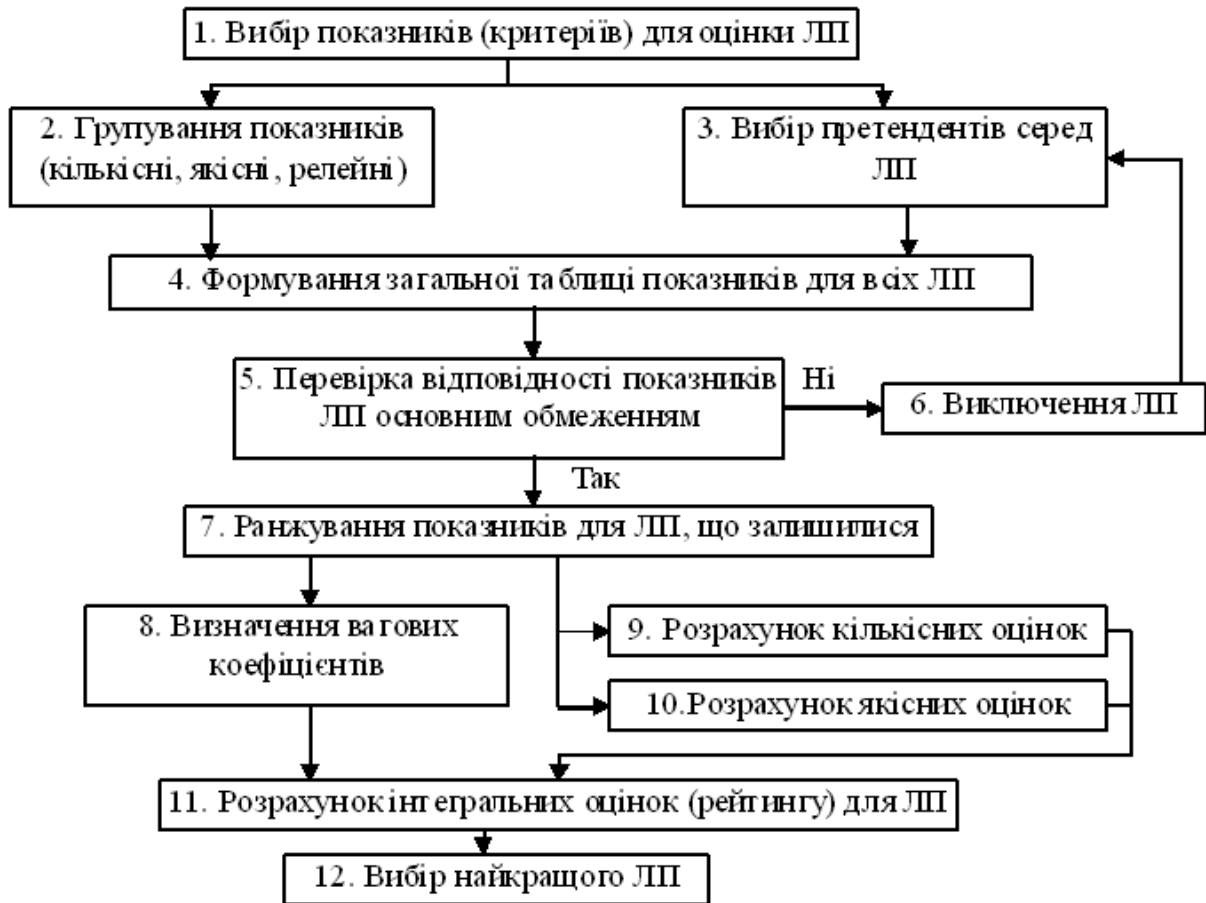 1. Вибір показників (критеріїв) для оцінки ЛП
2. Групування показників
(кількісні, якісні, релейні)
3. Вибір претендентів серед
ЛП
4. Формування загальної таблиці показників для всіх ЛП
5. Перевірка відповідності показників
ЛП основним обмеженням
Ні
6. Виключення ЛП
Так
7. Ранжування показників для ЛП, що залишилися
8. Визначення вагових
коефіцієнтів
9. Розрахунок кількісних оцінок
10.Розрахунок якісних оцінок
11. Розрахунок інтегральних оцінок (рейтингу) для ЛП
12. Вибір найкращого ЛП